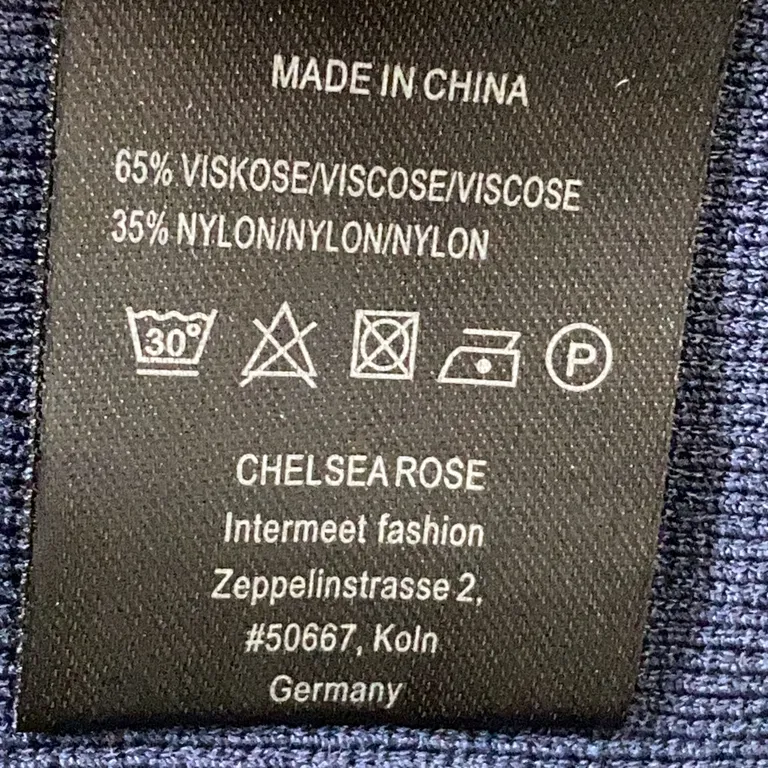 MADE IN CHINA
65% VISKOSE/VISCOSE/VISCOSE
35% NYLON/NYLON/NYLON
30° P
CHELSEA ROSE
Intermeet fashion
Zeppelinstrasse 2,
#50667, Koln
Germany